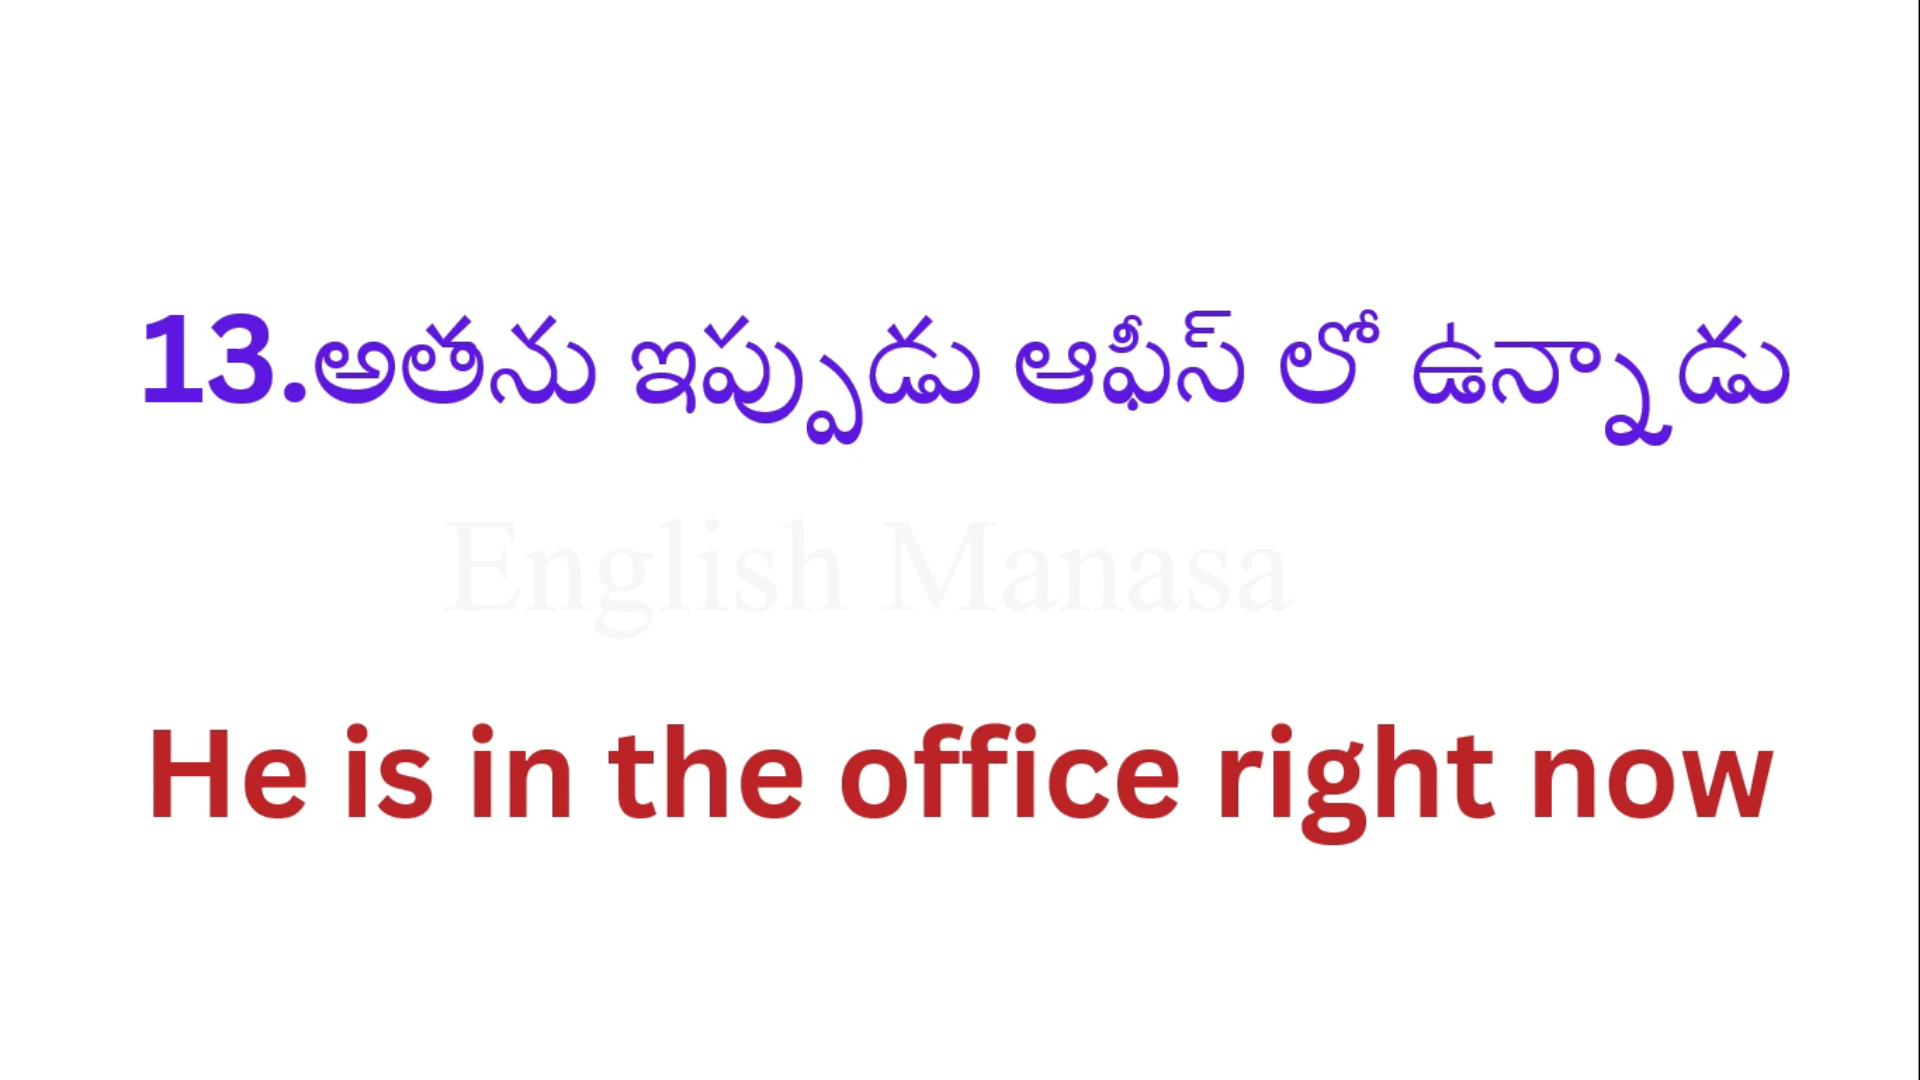 13.అతను ఇప్పుడు ఆఫీస్ లో ఉన్నాడు
English Manasa
He is in the office right now